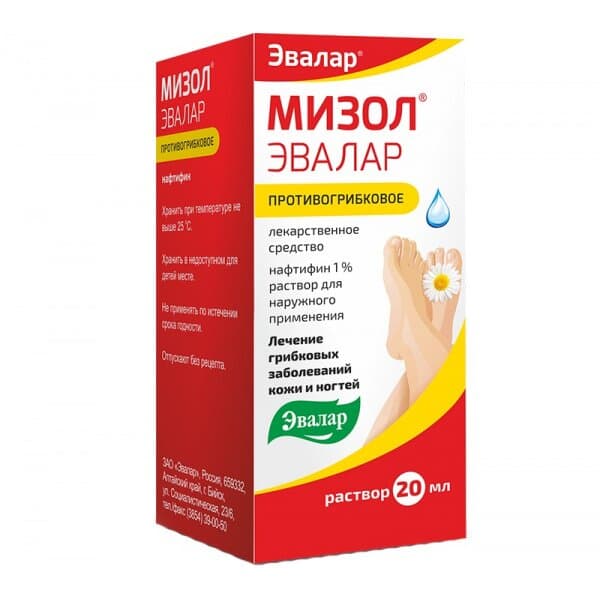 МИЗОЛ®
ЭВАЛАР
ПРОТИВОГРИБКОВОЕ
нафтифин
Хранить при температуре не
выше 25 °С.
Хранить в недоступном для
детей месте.
Не применять по истечении
срока годности.
Отпускают без рецепта.
ЗАО «Эвалар», Россия, 659332,
Алтайский край, г. Бийск,
ул. Социалистическая, 23/6,
тел./факс (3854) 39-00-50
Эвалар®
МИЗОЛ®
ЭВАЛАР
ПРОТИВОГРИБКОВОЕ
лекарственное
средство
нафтифин 1 %
раствор для
наружного
применения
Лечение
грибковых
заболеваний
кожи и ногтей
Эвалар
раствор 20 мл